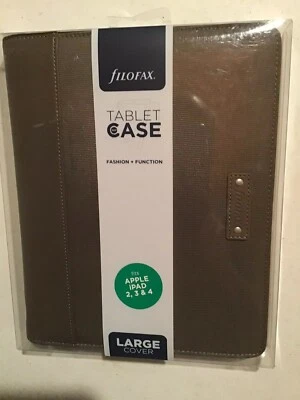 fiLOFAX
TABLET
CASE
FASHION • FUNCTION
FITS
APPLE
iPAD
2, 3 & 4
LARGE
COVER